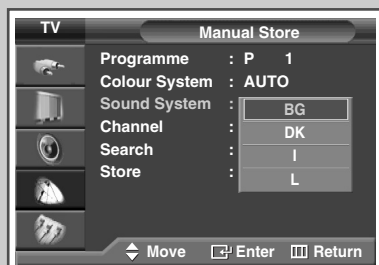 TV
Manual Store
Programme : P 1
Colour System : AUTO
Sound System :
BG
Channel :
DK
Search :
I
Store :
L
Move Enter Return